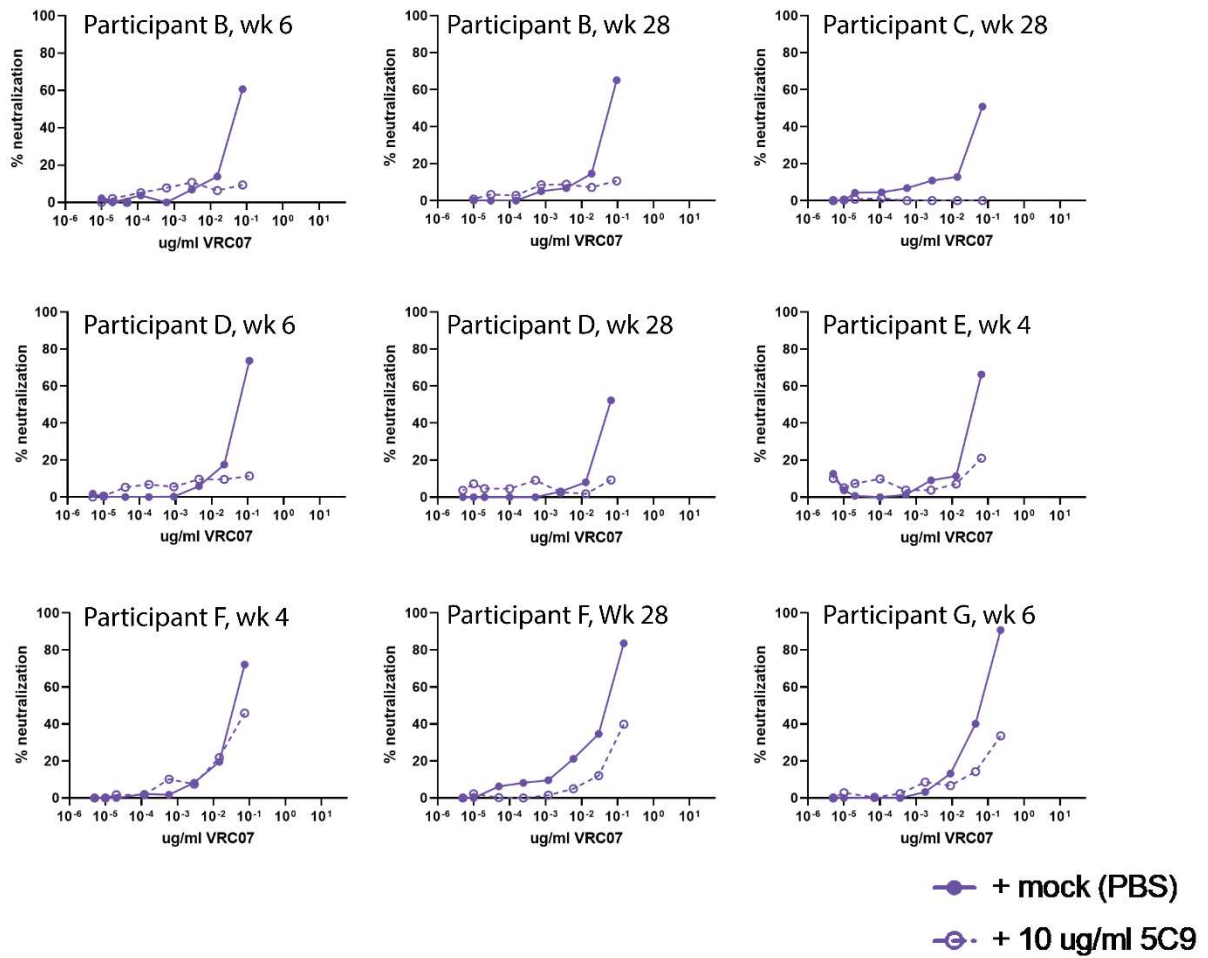 Participant B, wk 6
% neutralization
100
80
60
40
20
0
10-6 10-5 10-4 10-3 10-2 10-1 100 101
ug/ml VRC07
Participant B, wk 28
% neutralization
100
80
60
40
20
0
10-6 10-5 10-4 10-3 10-2 10-1 100 101
ug/ml VRC07
Participant C, wk 28
% neutralization
100
80
60
40
20
0
10-6 10-5 10-4 10-3 10-2 10-1 100 101
ug/ml VRC07
Participant D, wk 6
% neutralization
100
80
60
40
20
0
10-6 10-5 10-4 10-3 10-2 10-1 100 101
ug/ml VRC07
Participant D, wk 28
% neutralization
100
80
60
40
20
0
10-6 10-5 10-4 10-3 10-2 10-1 100 101
ug/ml VRC07
Participant E, wk 4
% neutralization
100
80
60
40
20
0
10-6 10-5 10-4 10-3 10-2 10-1 100 101
ug/ml VRC07
Participant F, wk 4
% neutralization
100
80
60
40
20
0
10-6 10-5 10-4 10-3 10-2 10-1 100 101
ug/ml VRC07
Participant F, Wk 28
% neutralization
100
80
60
40
20
0
10-6 10-5 10-4 10-3 10-2 10-1 100 101
ug/ml VRC07
Participant G, wk 6
% neutralization
100
80
60
40
20
0
10-6 10-5 10-4 10-3 10-2 10-1 100 101
ug/ml VRC07
+ mock (PBS)
+ 10 ug/ml 5C9